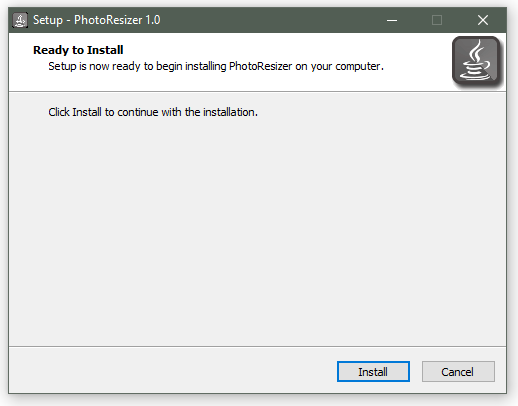 Setup - PhotoResizer 1.0
Ready to Install
Setup is now ready to begin installing PhotoResizer on your computer.
Click Install to continue with the installation.
Install
Cancel